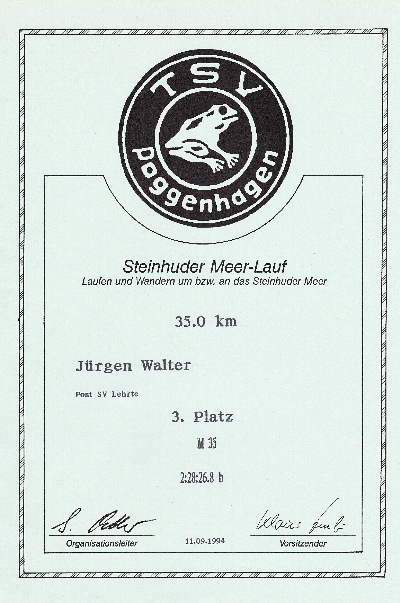 TSV
Poggenhagen
Steinhuder Meer-Lauf
Laufen und Wandern um bzw. an das Steinhuder Meer
35.0 km
Jürgen Walter
Post SV Lehrte
3. Platz
M 35
2:28:26.8 h
Organisationsleiter
11.09.1994
Vorsitzender